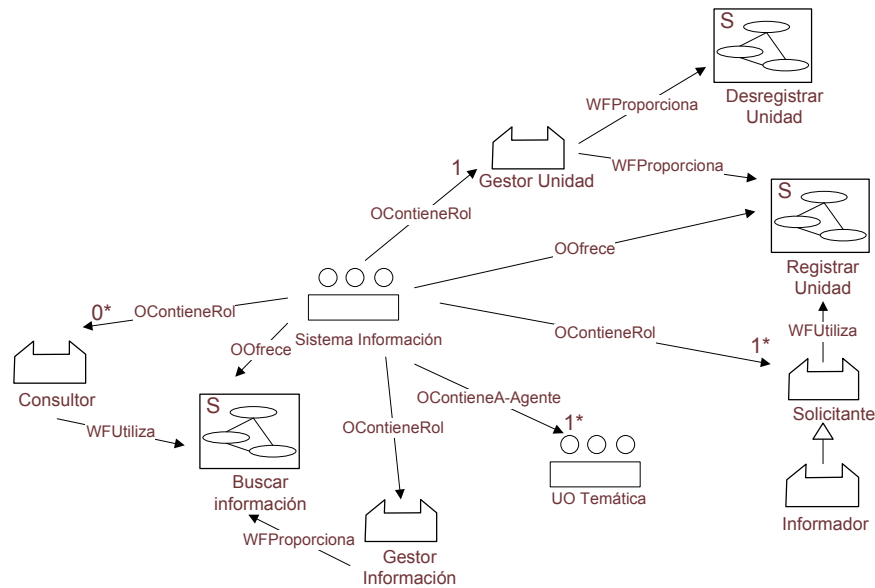 S
Desregistrar
Unidad
WFProporciona
1
Gestor Unidad
WFProporciona
S
Registrar
Unidad
OContieneRol
OOfrece
0*
OContieneRol
Sistema Información
OContieneRol
1*
WFUtiliza
OOfrece
Consultor
WFUtiliza
S
Buscar
información
OContieneA-Agente
1*
OContieneRol
UO Temática
Solicitante
Informador
WFProporciona
Gestor
Información